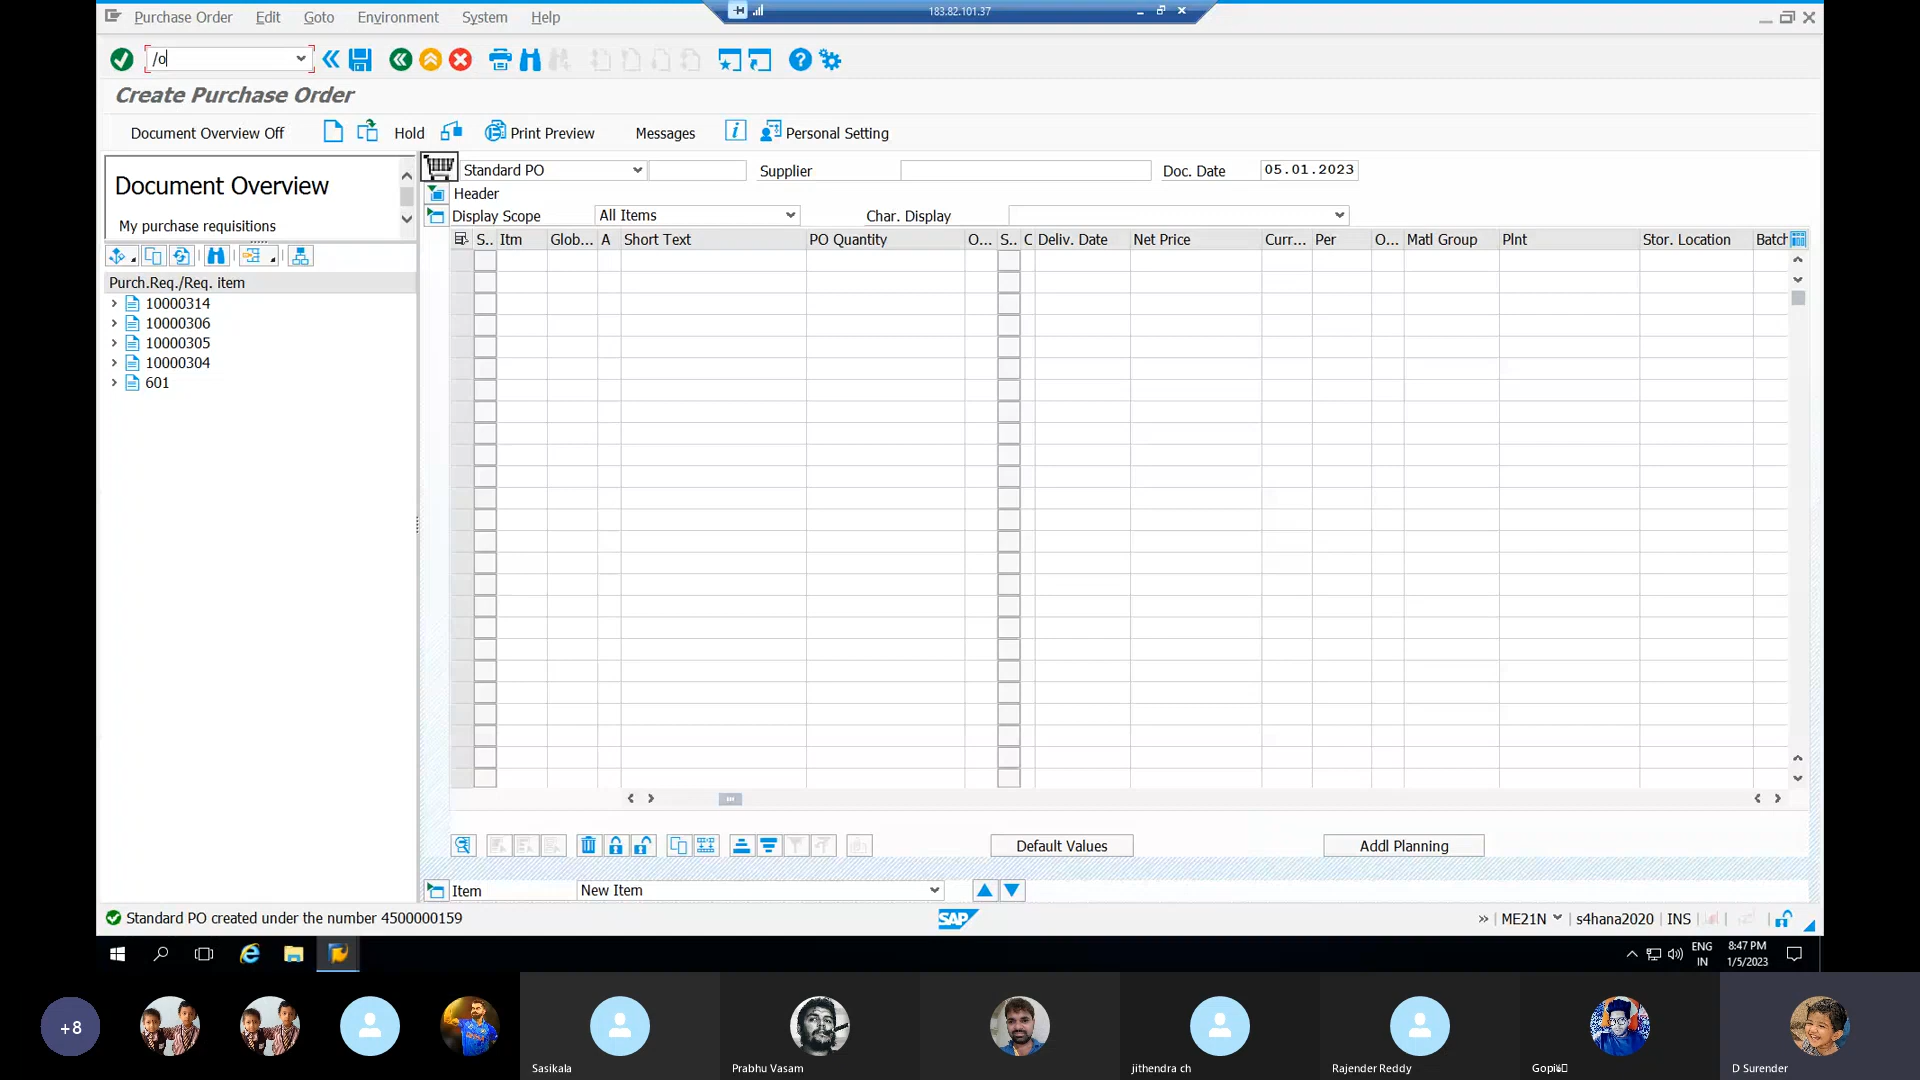 Purchase Order Edit Goto Environment System Help
183.82.101.37
/o
Create Purchase Order
Document Overview Off Hold Print Preview Messages Personal Setting
Document Overview
My purchase requisitions
Purch.Req./Req. item
10000314
10000306
10000305
10000304
601
Standard PO Supplier Doc. Date 05.01.2023
Header
Display Scope All Items Char. Display
S.. Itm Glob... A Short Text PO Quantity O... S.. C Deliv. Date Net Price Curr... Per O... Matl Group Plnt Stor. Location Batch
Default Values Addl Planning
Item New Item
Standard PO created under the number 4500000159
SAP
ME21N s4hana2020 INS
ENG
IN
8:47 PM
1/5/2023
+8
Sasikala
Prabhu Vasam
jithendra ch
Rajender Reddy
D Surender